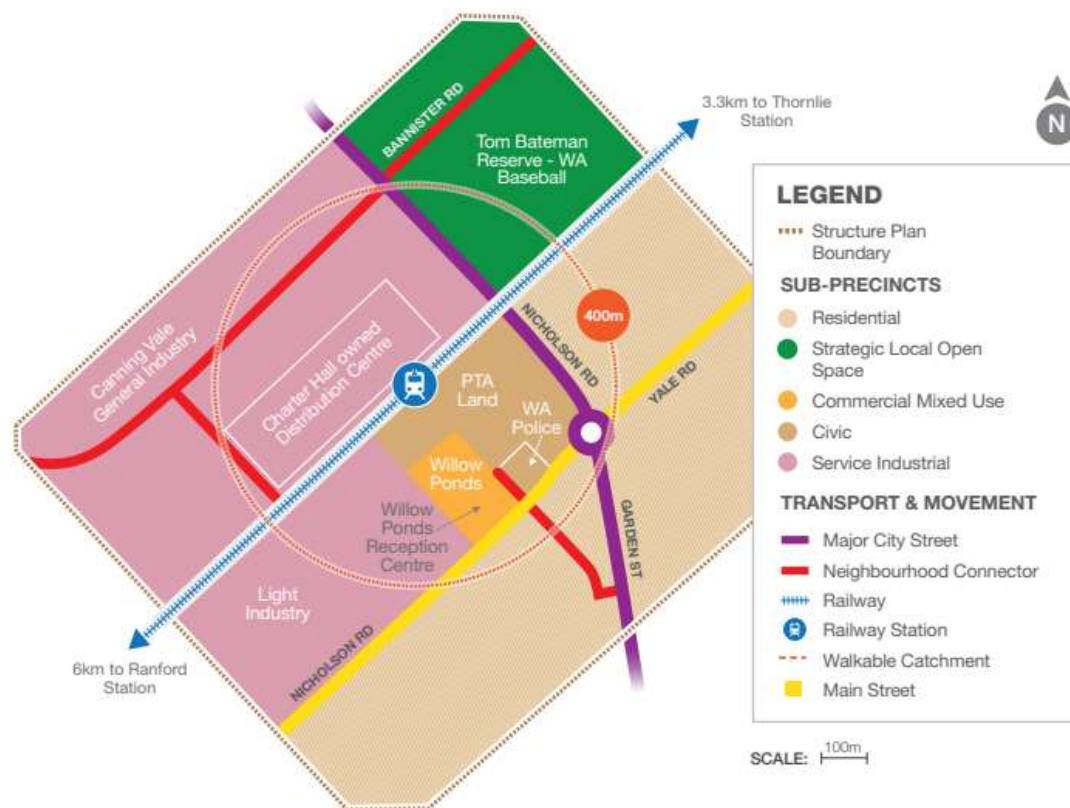 BANNISTER RD
Tom Bateman
Reserve - WA
Baseball
3.3km to Thornlie
Station
N
Canning Vale
General Industry
Charter Hall owned
Distribution Centre
400m
NICHOLSON RD
YALE RD
PTA
Land
WA
Police
Willow
Ponds
Willow
Ponds
Reception
Centre
GARDEN ST
Light
Industry
NICHOLSON RD
6km to Ranford
Station
LEGEND
Structure Plan
Boundary
SUB-PRECINCTS
Residential
Strategic Local Open
Space
Commercial Mixed Use
Civic
Service Industrial
TRANSPORT & MOVEMENT
Major City Street
Neighbourhood Connector
Railway
Railway Station
Walkable Catchment
Main Street
SCALE: 100m